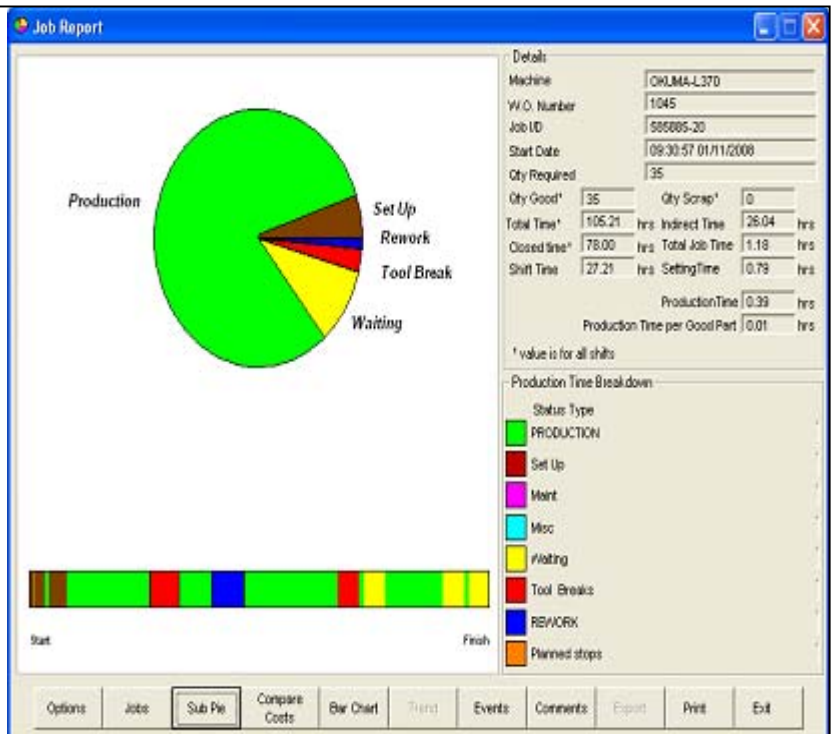 Job Report
Production
Set Up
Rework
Tool Break
Waiting
Start
Finish
Details
Machine OKUMA-L370
W.O. Number 1045
Job I/D 585885-20
Start Date 09:30:57 01/11/2008
Qty Required 35
Qty Good* 35 Qty Scrap* 0
Total Time* 105.21 hrs Indirect Time 26.04 hrs
Closed time* 78.00 hrs Total Job Time 1.18 hrs
Shift Time 27.21 hrs SettingTime 0.79 hrs
ProductionTime 0.39 hrs
Production Time per Good Part 0.01 hrs
* value is for all shifts
Production Time Breakdown
Status Type
PRODUCTION
Set Up
Maint
Misc
Waiting
Tool Breaks
REWORK
Planned stops
Options Jobs Sub Pie Compare Costs Bar Chart Trend Events Comments Export Print Exit